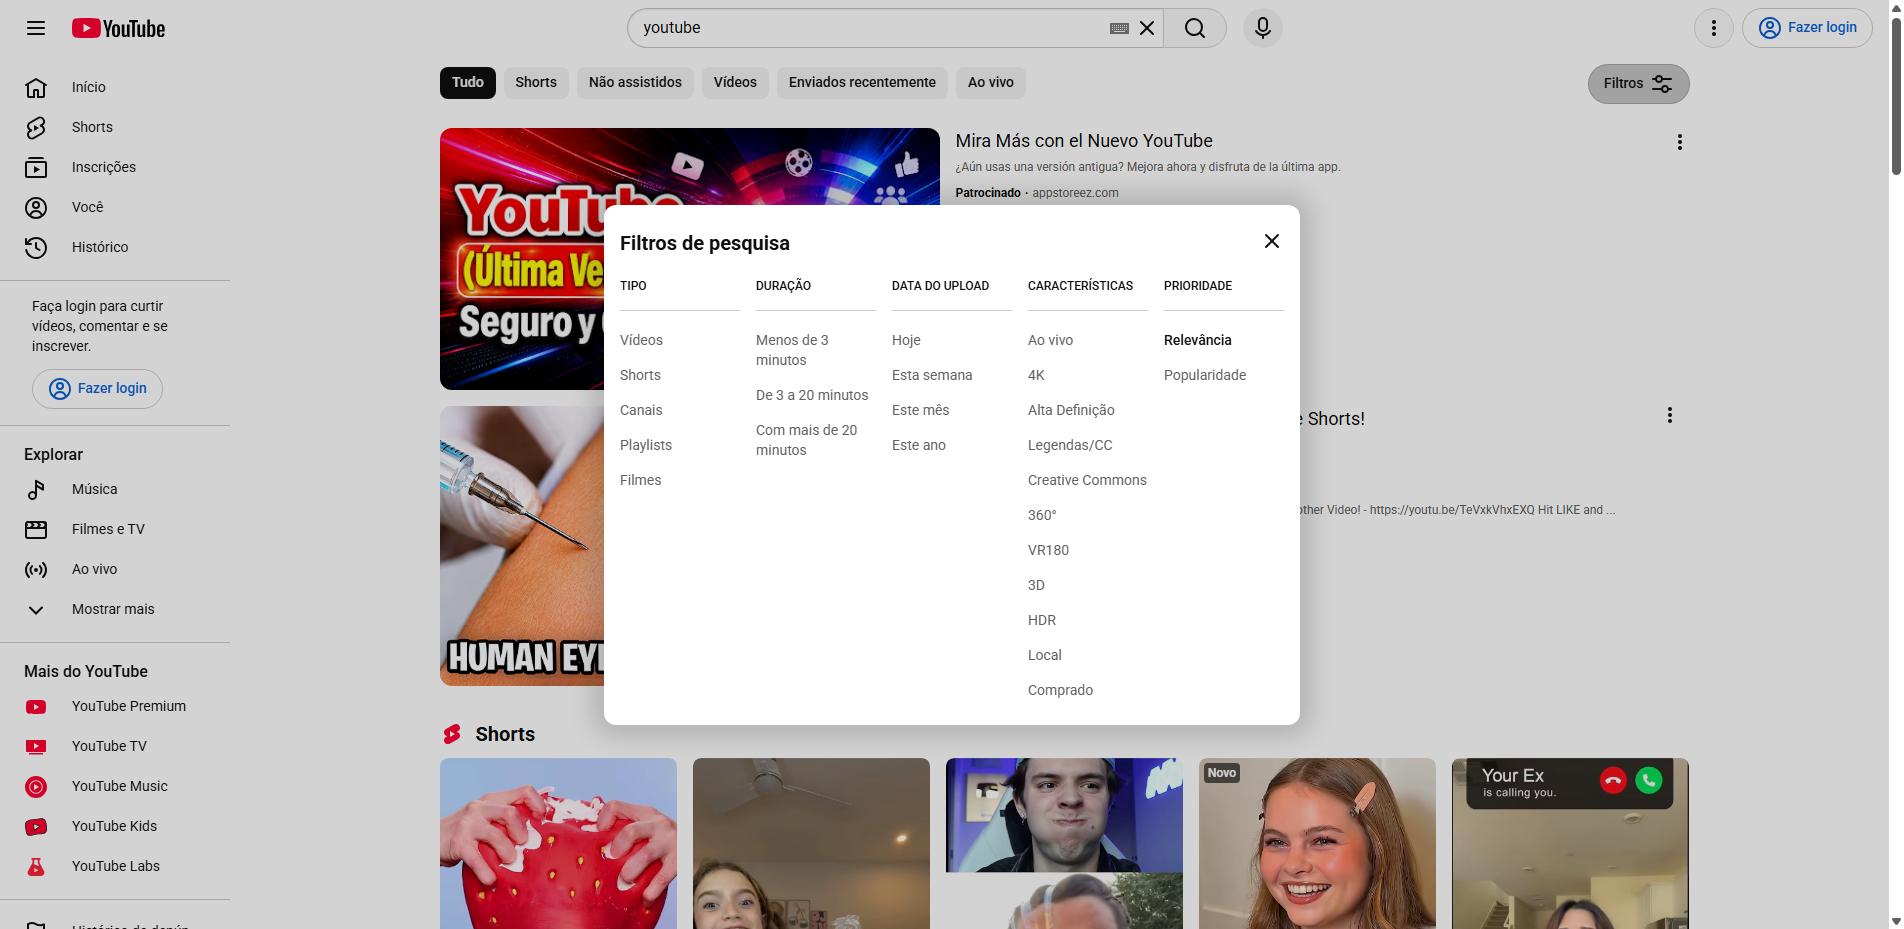 YouTube
youtube
Fazer login
Início
Shorts
Inscrições
Você
Histórico
Faça login para curtir
vídeos, comentar e se
inscrever.
Fazer login
Explorar
Música
Filmes e TV
Ao vivo
Mostrar mais
Mais do YouTube
YouTube Premium
YouTube TV
YouTube Music
YouTube Kids
YouTube Labs
Tudo
Shorts
Não assistidos
Vídeos
Enviados recentemente
Ao vivo
Filtros
YouTube
(Última Ve
Seguro y
Mira Más con el Nuevo YouTube
¿Aún usas una versión antigua? Mejora ahora y disfruta de la última app.
Patrocinado · appstoreez.com
Filtros de pesquisa
TIPO
Vídeos
Shorts
Canais
Playlists
Filmes
DURAÇÃO
Menos de 3
minutos
De 3 a 20 minutos
Com mais de 20
minutos
DATA DO UPLOAD
Hoje
Esta semana
Este mês
Este ano
CARACTERÍSTICAS
Ao vivo
4K
Alta Definição
Legendas/CC
Creative Commons
360°
VR180
3D
HDR
Local
Comprado
PRIORIDADE
Relevância
Popularidade
HUMAN EY
Shorts!
other Video! - https://youtu.be/TeVxkVhxEXQ Hit LIKE and ...
Shorts
Novo
Your Ex
is calling you.